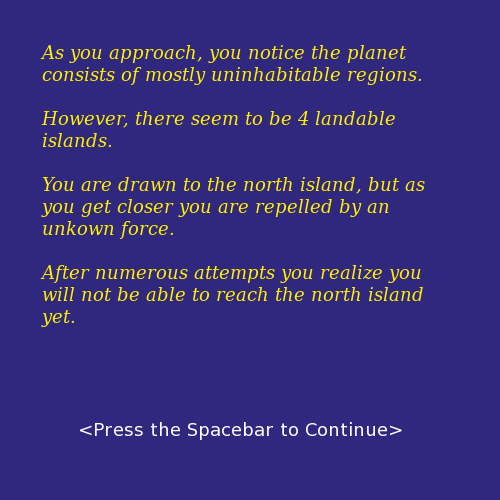 As you approach, you notice the planet
consists of mostly uninhabitable regions.
However, there seem to be 4 landable
islands.
You are drawn to the north island, but as
you get closer you are repelled by an
unkown force.
After numerous attempts you realize you
will not be able to reach the north island
yet.
<Press the Spacebar to Continue>